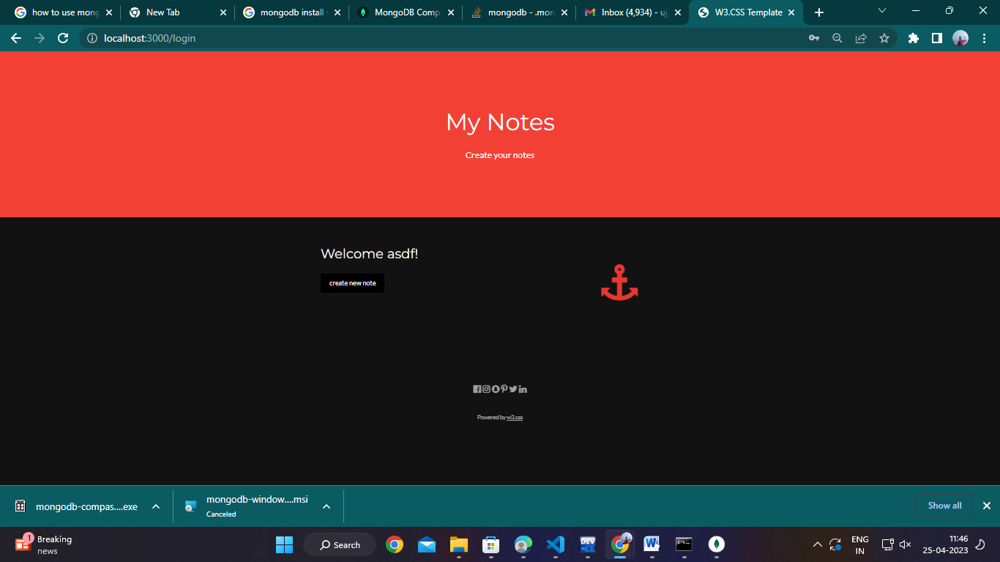 how to use mong
New Tab
mongodb install
MongoDB Comp
mongodb - .mon
Inbox (4,934) - uj
W3.CSS Template
localhost:3000/login
My Notes
Create your notes
Welcome asdf!
create new note
Powered by w3.css
mongodb-compas....exe
mongodb-window....msi
Canceled
Show all
1
Breaking
news
Search
DEV
ENG
IN
11:46
25-04-2023